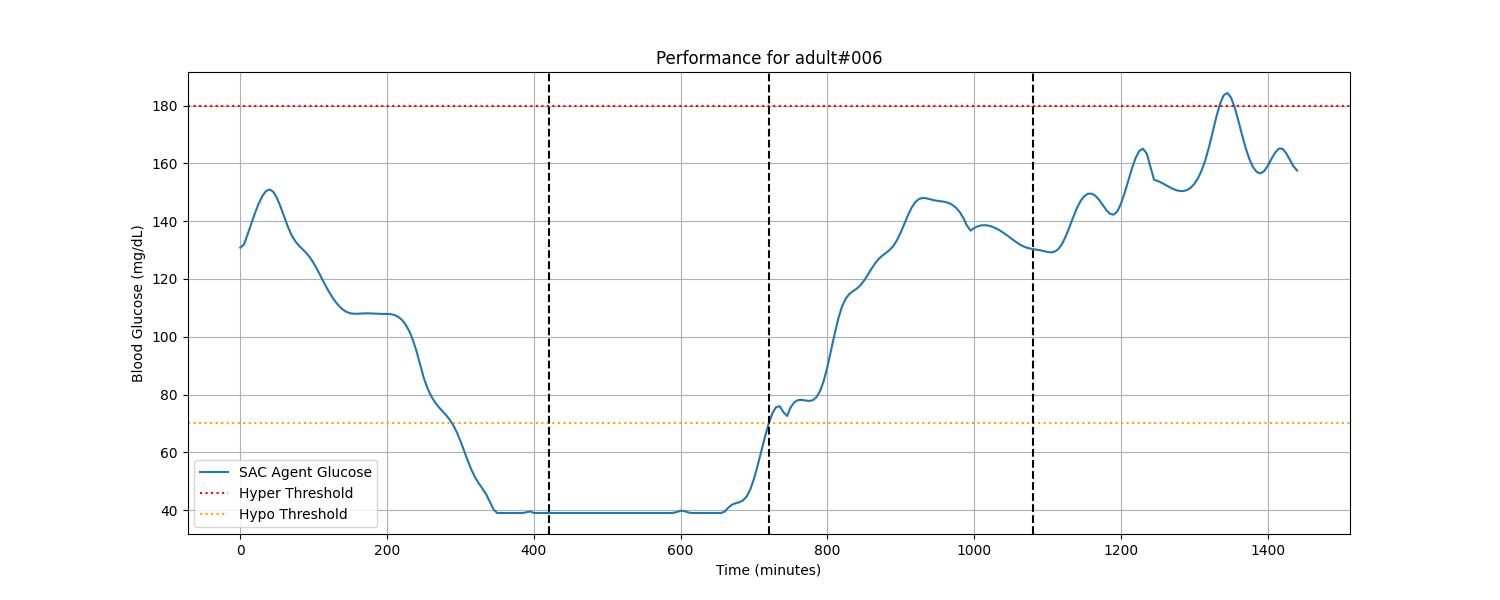 Performance for adult#006
Blood Glucose (mg/dL)
180
160
140
120
100
80
60
40
SAC Agent Glucose
Hyper Threshold
Hypo Threshold
0 200 400 600 800 1000 1200 1400
Time (minutes)